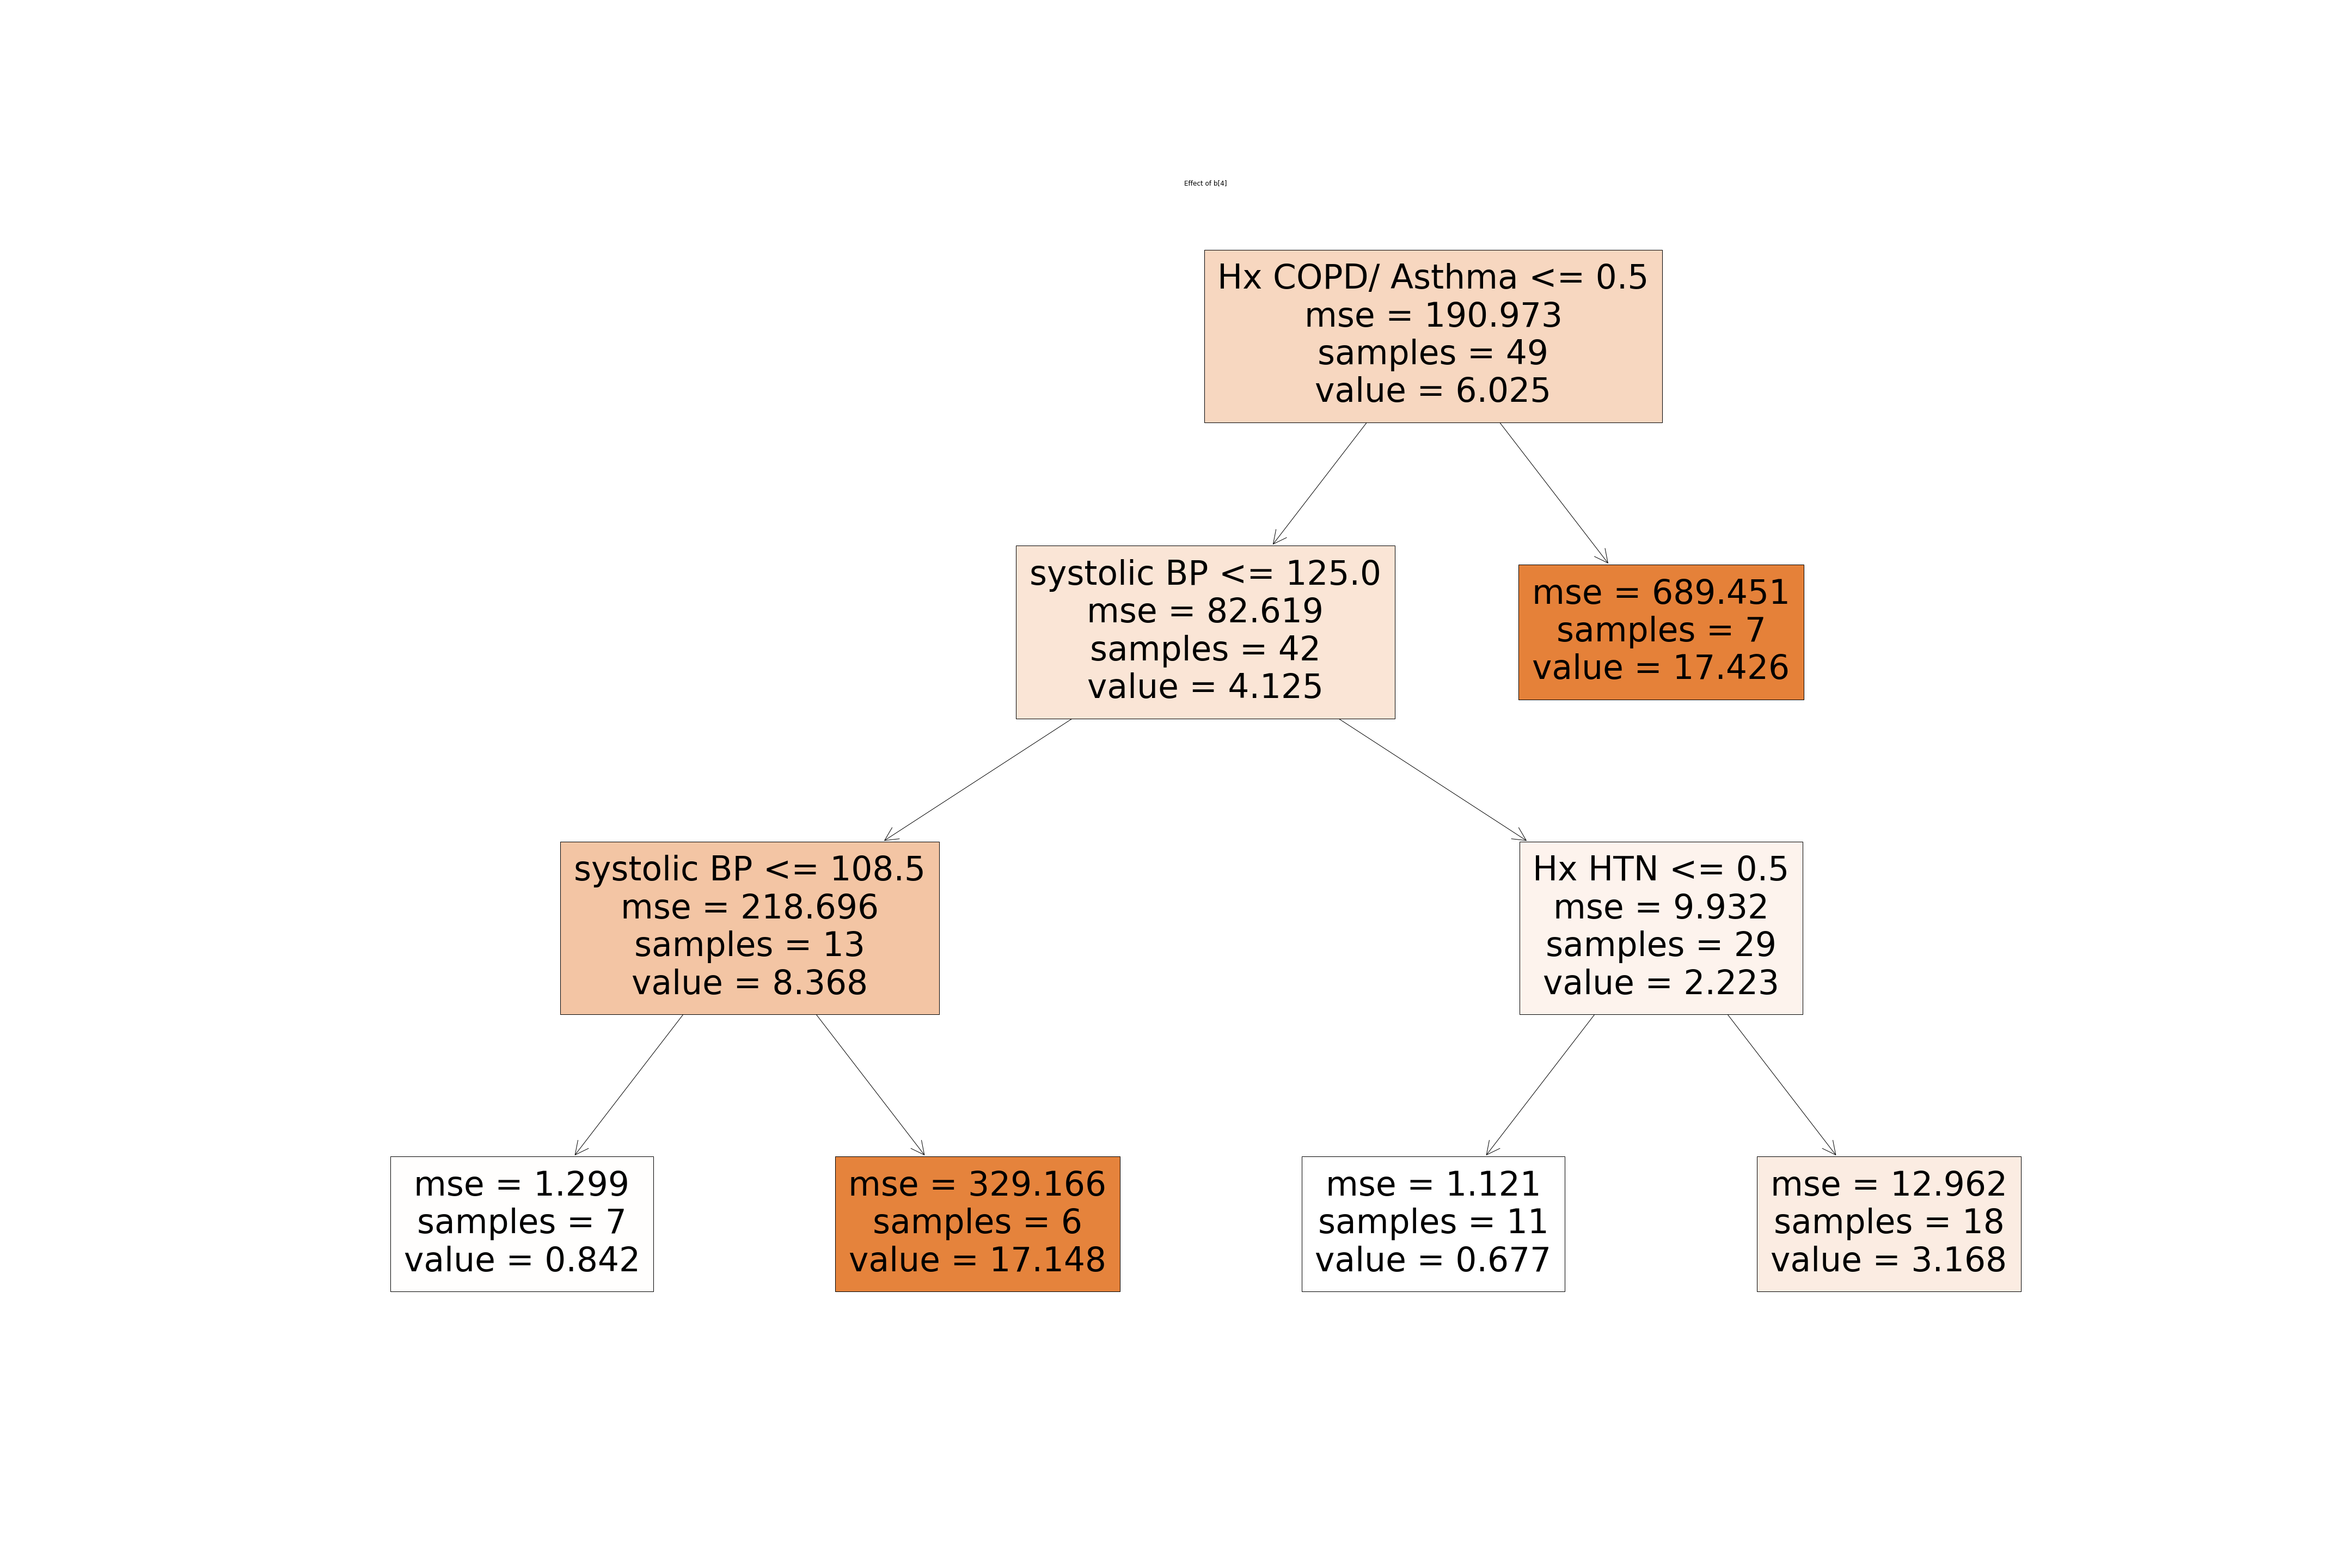 Effect of b[4]
Hx COPD/ Asthma <= 0.5
mse = 190.973
samples = 49
value = 6.025
systolic BP <= 125.0
mse = 82.619
samples = 42
value = 4.125
mse = 689.451
samples = 7
value = 17.426
systolic BP <= 108.5
mse = 218.696
samples = 13
value = 8.368
Hx HTN <= 0.5
mse = 9.932
samples = 29
value = 2.223
mse = 1.299
samples = 7
value = 0.842
mse = 329.166
samples = 6
value = 17.148
mse = 1.121
samples = 11
value = 0.677
mse = 12.962
samples = 18
value = 3.168